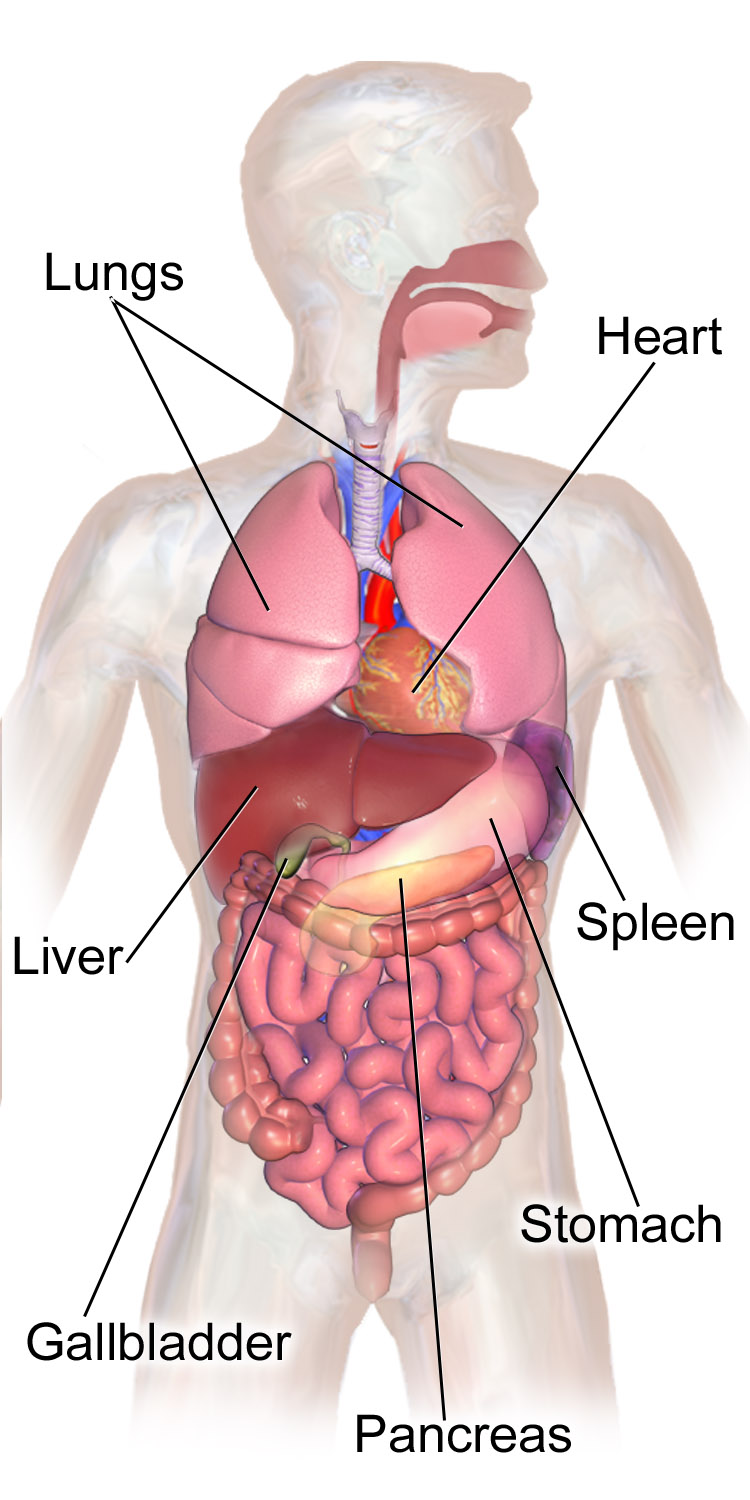 Lungs
Heart
Spleen
Liver
Stomach
Gallbladder
Pancreas